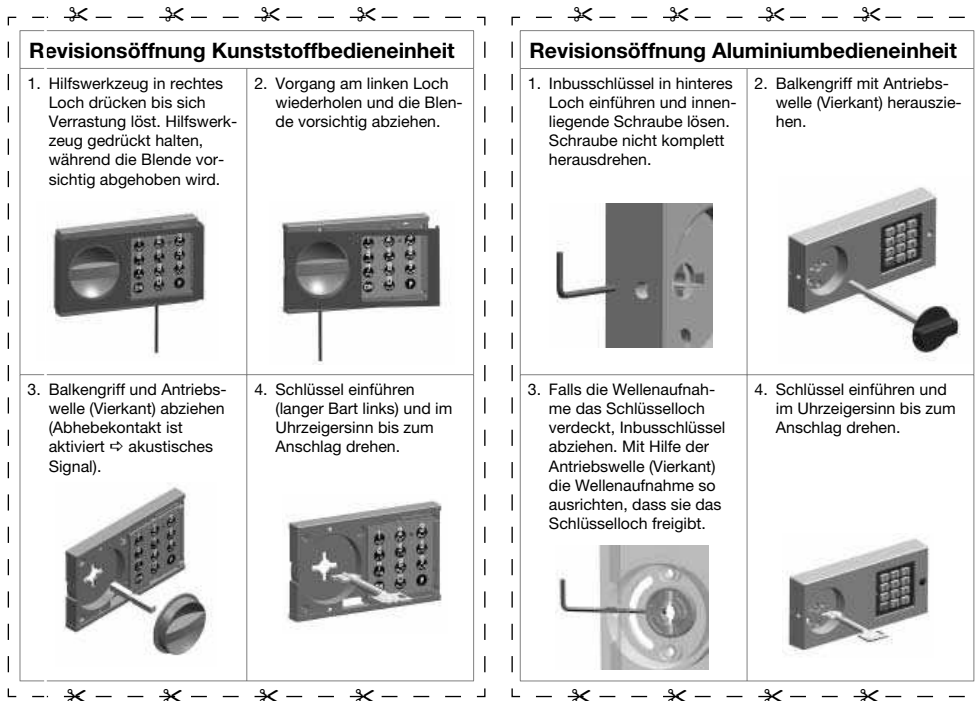 Revisionsöffnung Kunststoffbedieneinheit
1. Hilfswerkzeug in rechtes
Loch drücken bis sich
Verrastung löst. Hilfswerk-
zeug gedrückt halten,
während die Blende vor-
sichtig abgehoben wird.
2. Vorgang am linken Loch
wiederholen und die Blen-
de vorsichtig abziehen.
3. Balkengriff und Antriebs-
welle (Vierkant) abziehen
(Abhebekontakt ist
aktiviert ⇨ akustisches
Signal).
4. Schlüssel einführen
(langer Bart links) und im
Uhrzeigersinn bis zum
Anschlag drehen.
Revisionsöffnung Aluminiumbedieneinheit
1. Inbusschlüssel in hinteres
Loch einführen und innen-
liegende Schraube lösen.
Schraube nicht komplett
herausdrehen.
2. Balkengriff mit Antriebs-
welle (Vierkant) herauszie-
hen.
3. Falls die Wellenaufnah-
me das Schlüsselloch
verdeckt, Inbusschlüssel
abziehen. Mit Hilfe der
Antriebswelle (Vierkant)
die Wellenaufnahme so
ausrichten, dass sie das
Schlüsselloch freigibt.
4. Schlüssel einführen und
im Uhrzeigersinn bis zum
Anschlag drehen.